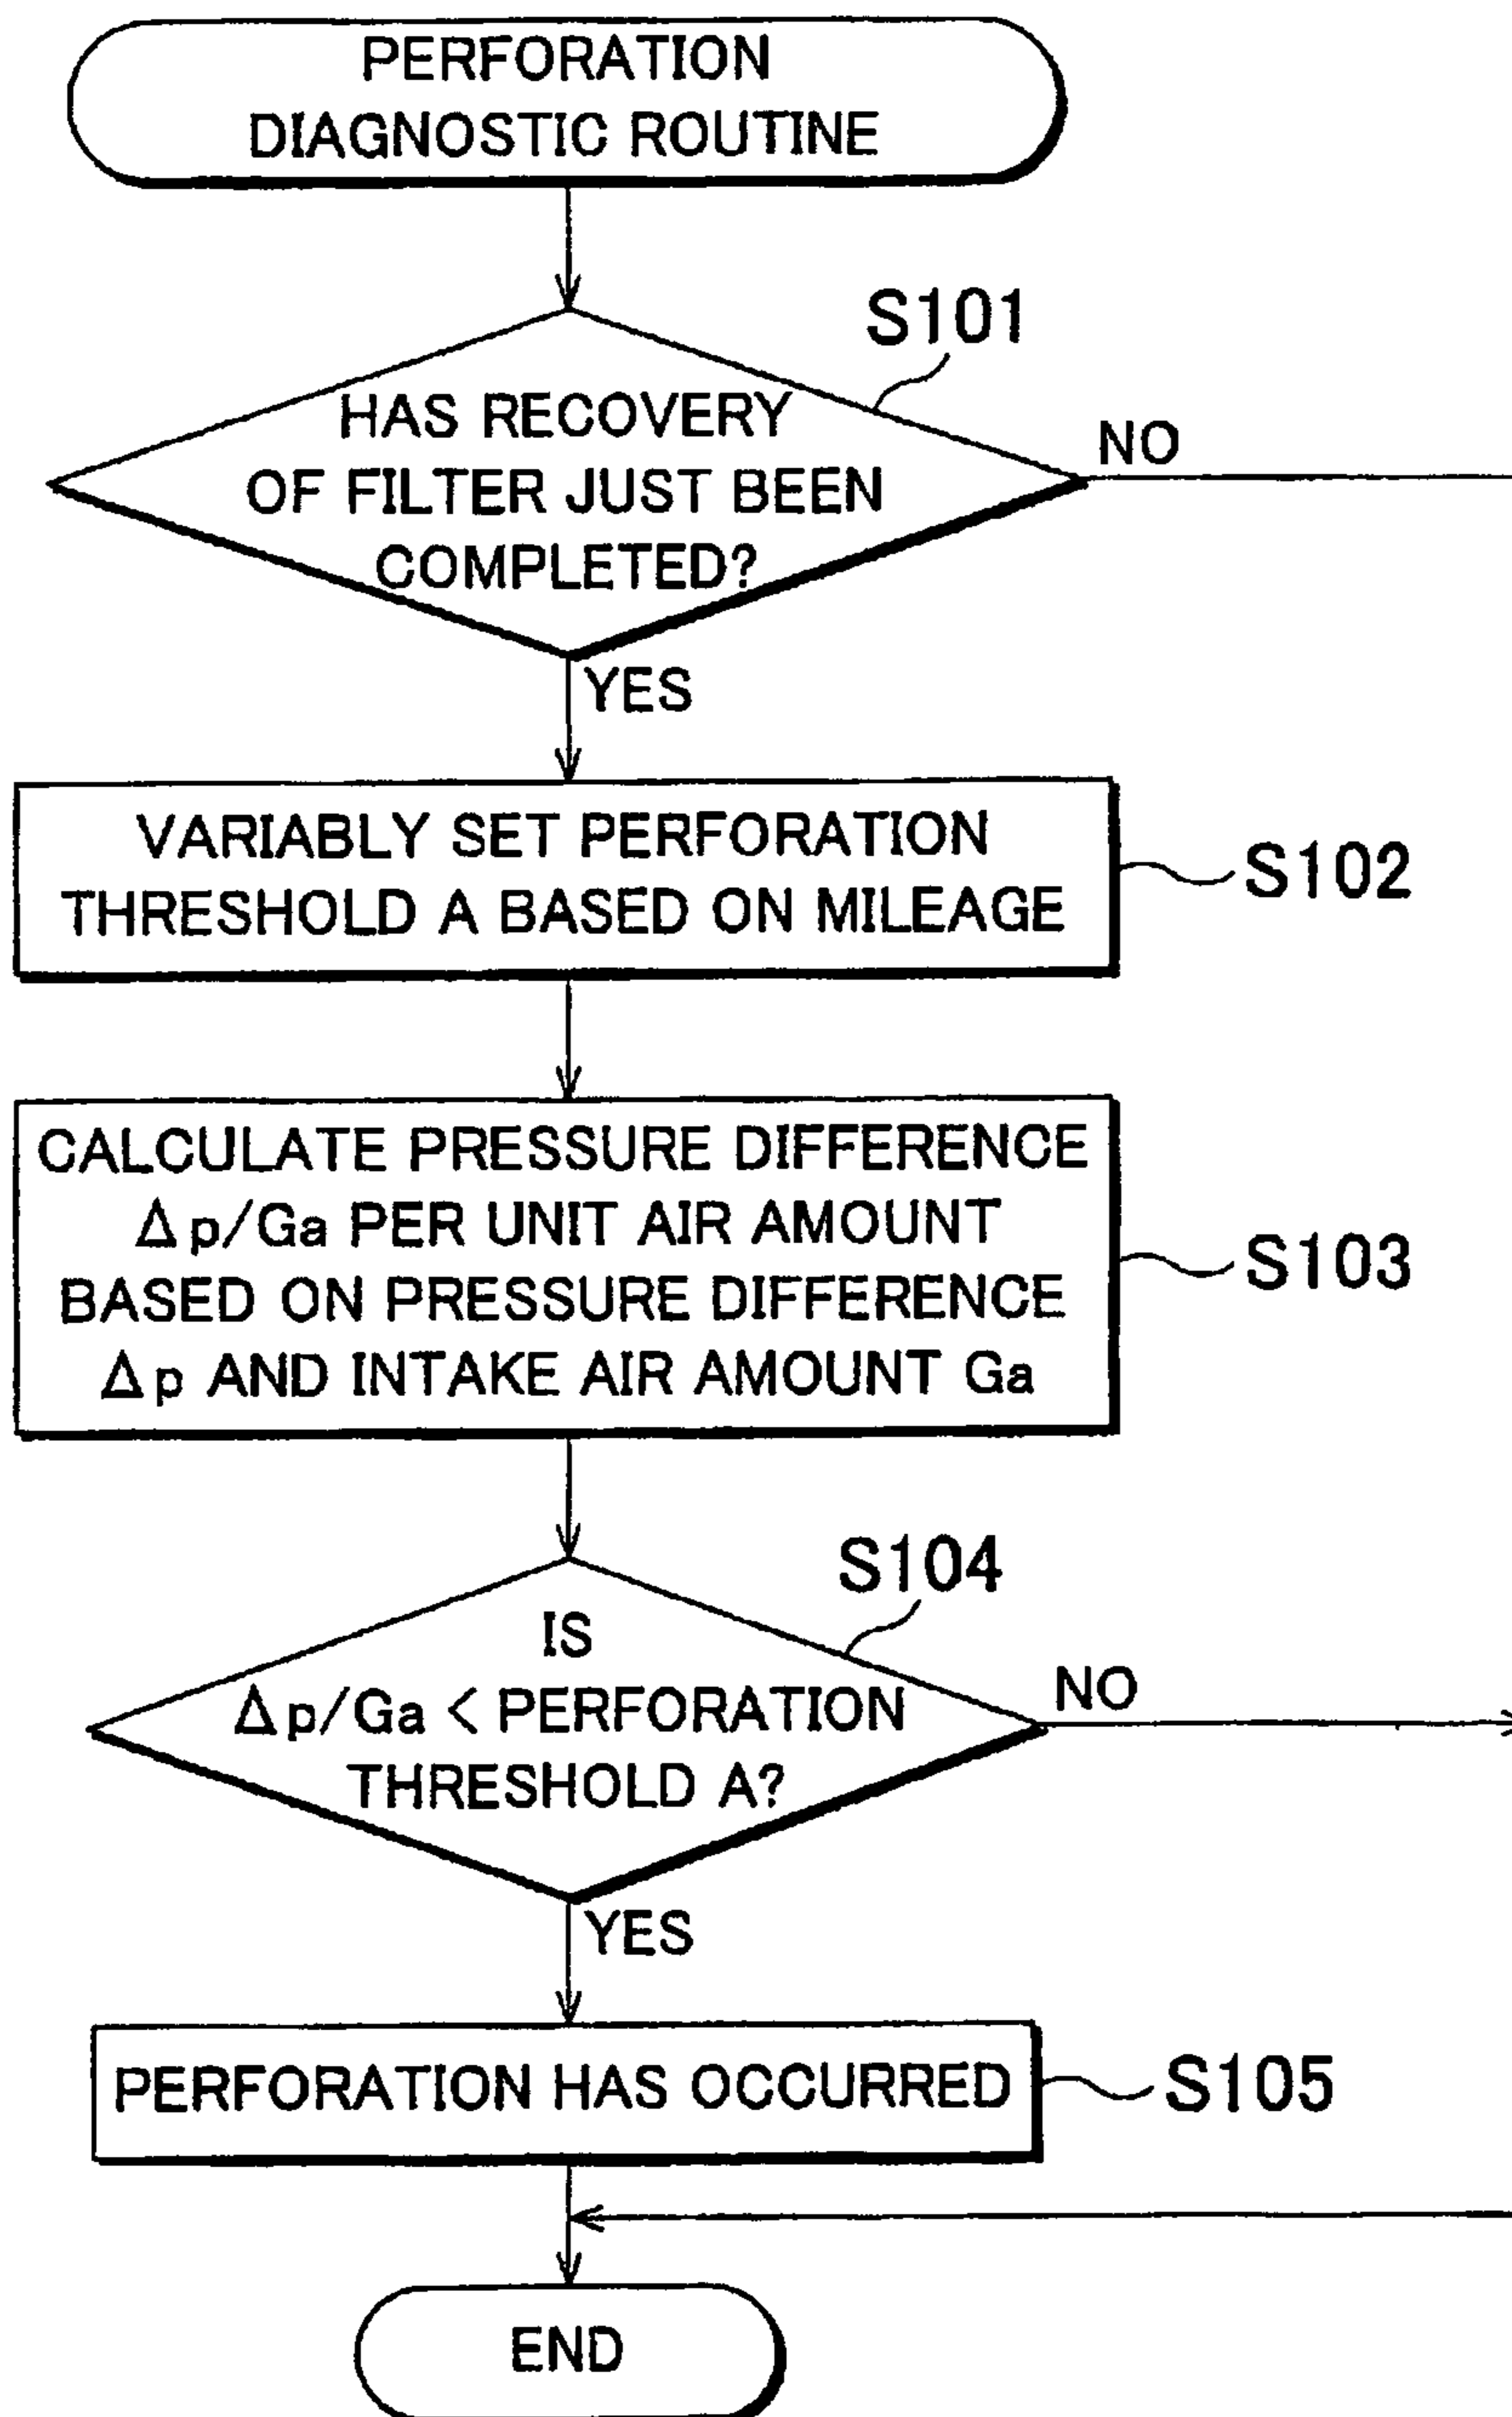 PERFORATION
DIAGNOSTIC ROUTINE
S101
HAS RECOVERY
OF FILTER JUST BEEN
COMPLETED?
NO
YES
VARIABLY SET PERFORATION
THRESHOLD A BASED ON MILEAGE
S102
CALCULATE PRESSURE DIFFERENCE
Δp/Ga PER UNIT AIR AMOUNT
BASED ON PRESSURE DIFFERENCE
Δp AND INTAKE AIR AMOUNT Ga
S103
S104
IS
Δp/Ga < PERFORATION
THRESHOLD A?
NO
YES
PERFORATION HAS OCCURRED
S105
END